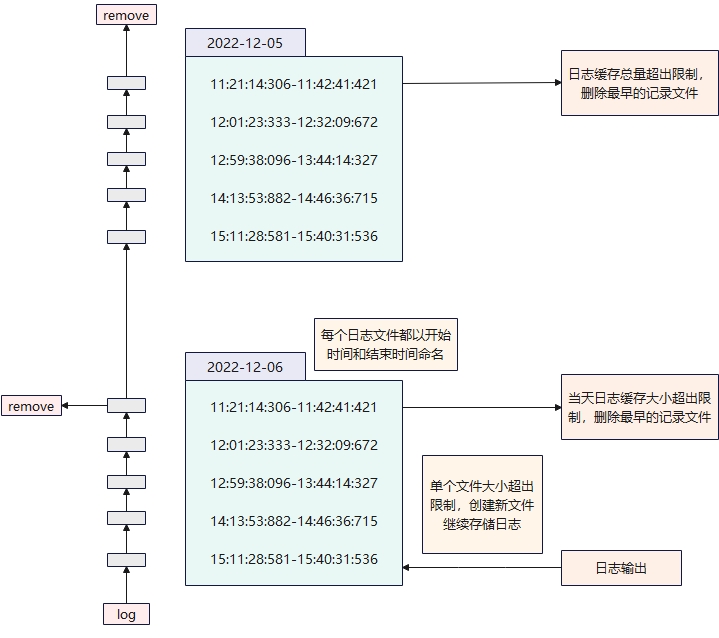 remove
2022-12-05
11:21:14:306-11:42:41:421
12:01:23:333-12:32:09:672
12:59:38:096-13:44:14:327
14:13:53:882-14:46:36:715
15:11:28:581-15:40:31:536
日志缓存总量超出限制，
删除最早的记录文件
每个日志文件都以开始
时间和结束时间命名
2022-12-06
remove
11:21:14:306-11:42:41:421
12:01:23:333-12:32:09:672
12:59:38:096-13:44:14:327
14:13:53:882-14:46:36:715
15:11:28:581-15:40:31:536
当天日志缓存大小超出限
制，删除最早的记录文件
单个文件大小超出
限制，创建新文件
继续存储日志
日志输出
log